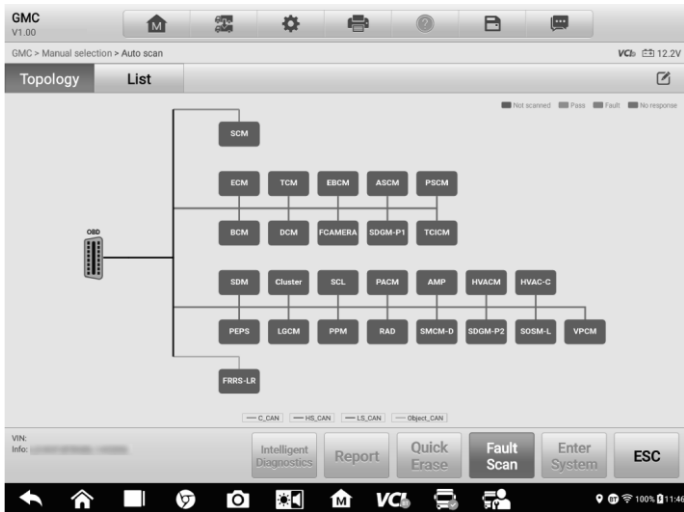 GMC
V1.00
GMC > Manual selection > Auto scan
VCI 12.2V
Topology List
Not scanned Pass Fault No response
SCM
ECM TCM EBCM ASCM PSCM
OBD
BCM DCM FCAMERA SDGM-P1 TCICM
SDM Cluster SCL PACM AMP HVACM HVAC-C
PEPS LGCM PPM RAD SMCM-D SDGM-P2 SOSM-L VPCM
FRRS-LR
C_CAN HS_CAN LS_CAN Object_CAN
VIN:
Info:
Intelligent Diagnostics
Report
Quick Erase
Fault Scan
Enter System
ESC
M VCI BT 100% 11:46